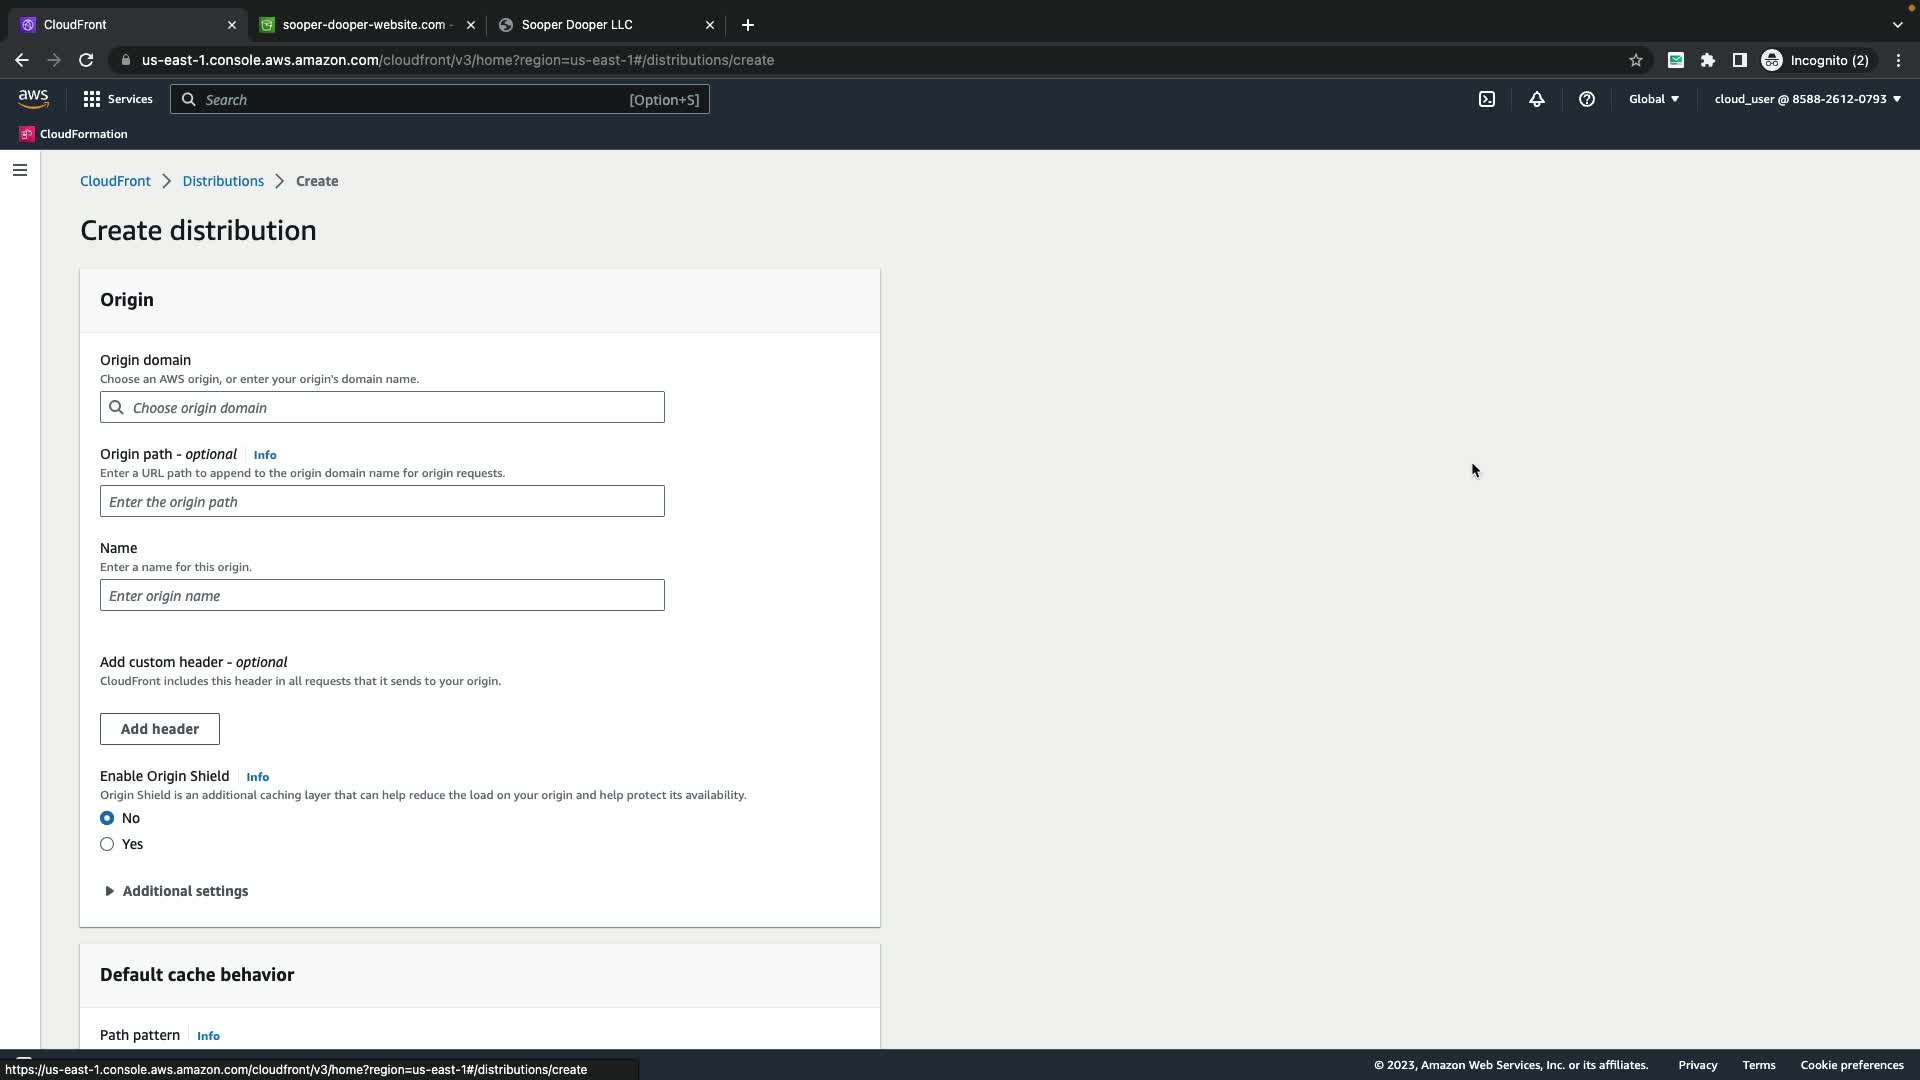 CloudFront
sooper-dooper-website.com -
Sooper Dooper LLC
us-east-1.console.aws.amazon.com/cloudfront/v3/home?region=us-east-1#/distributions/create
Incognito (2)
aws
Services
Search
[Option+S]
Global
cloud_user @ 8588-2612-0793
CloudFormation
CloudFront
Distributions
Create
Create distribution
Origin
Origin domain
Choose an AWS origin, or enter your origin's domain name.
Choose origin domain
Origin path - optional
Info
Enter a URL path to append to the origin domain name for origin requests.
Enter the origin path
Name
Enter a name for this origin.
Enter origin name
Add custom header - optional
CloudFront includes this header in all requests that it sends to your origin.
Add header
Enable Origin Shield
Info
Origin Shield is an additional caching layer that can help reduce the load on your origin and help protect its availability.
No
Yes
Additional settings
Default cache behavior
Path pattern
Info
© 2023, Amazon Web Services, Inc. or its affiliates.
Privacy
Terms
Cookie preferences
https://us-east-1.console.aws.amazon.com/cloudfront/v3/home?region=us-east-1#/distributions/create